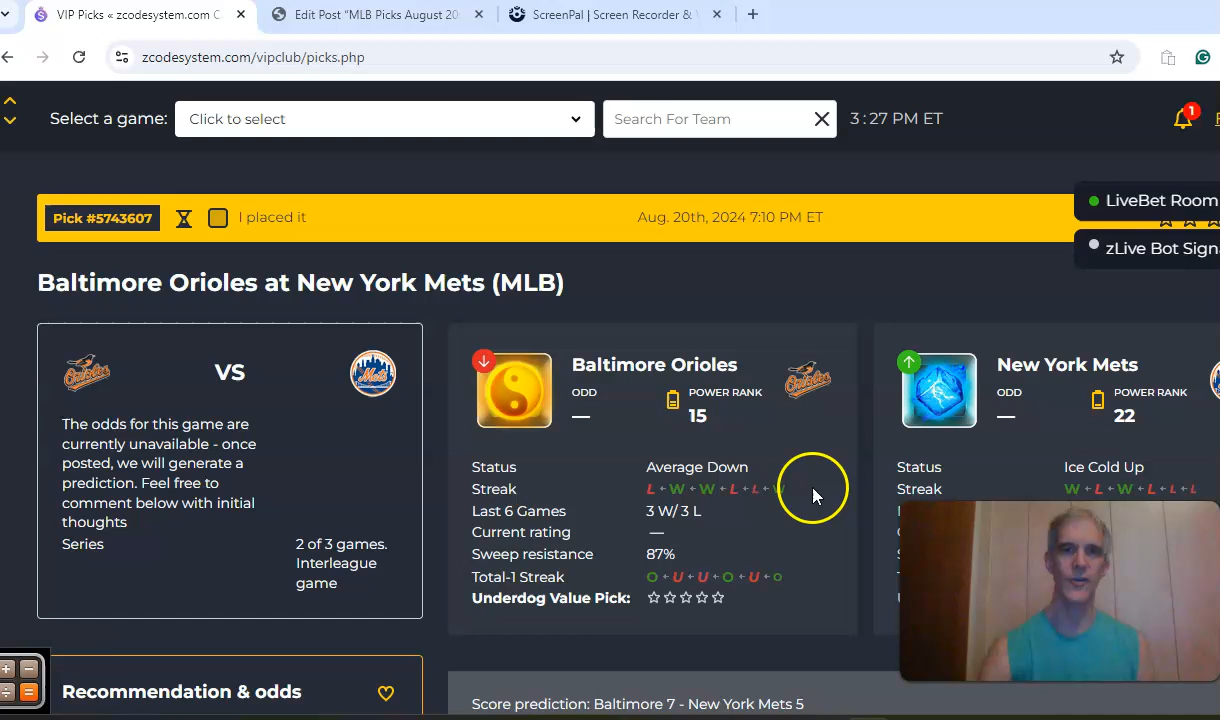 VIP Picks « zcodesystem.com
Edit Post "MLB Picks August 20
ScreenPal | Screen Recorder &
zcodesystem.com/vipclub/picks.php
Select a game:
Click to select
Search For Team
3:27 PM ET
1
Pick #5743607
I placed it
Aug. 20th, 2024 7:10 PM ET
LiveBet Room
zLive Bot Signa
Baltimore Orioles at New York Mets (MLB)
Orioles
VS
Mets
The odds for this game are
currently unavailable - once
posted, we will generate a
prediction. Feel free to
comment below with initial
thoughts
Series
2 of 3 games.
Interleague
game
Baltimore Orioles
Orioles
ODD
—
POWER RANK
15
Status
Average Down
Streak
L W W L L W
Last 6 Games
3 W/ 3 L
Current rating
—
Sweep resistance
87%
Total-1 Streak
O U U O U O
Underdog Value Pick:
New York Mets
ODD
—
POWER RANK
22
Status
Ice Cold Up
Streak
W L W L L L
Recommendation & odds
Score prediction: Baltimore 7 - New York Mets 5